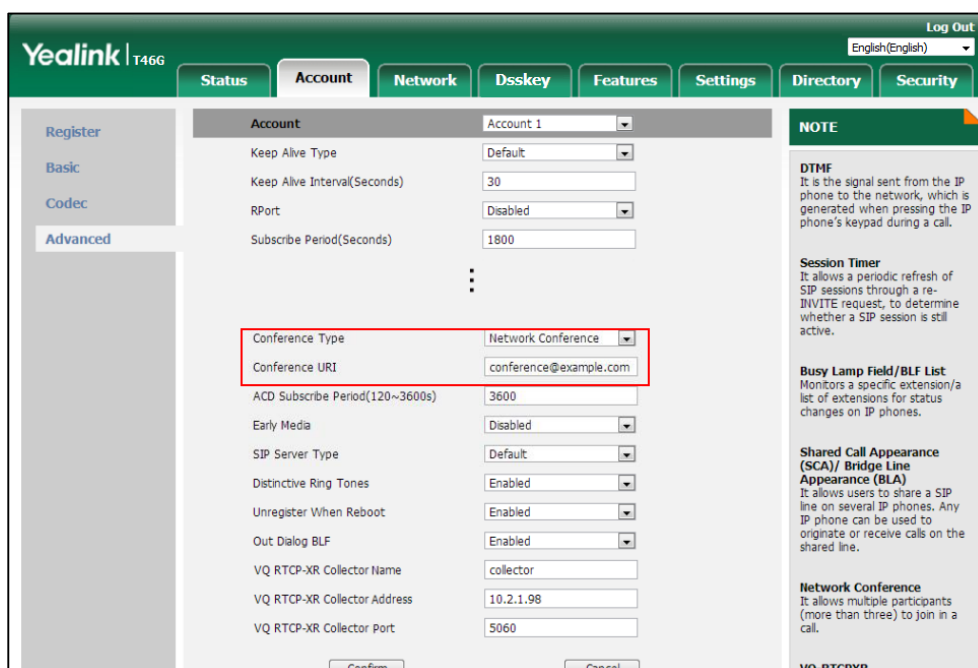 Log Out
Yealink T46G
English(English)
Status Account Network Dsskey Features Settings Directory Security
Register
Basic
Codec
Advanced
Account Account 1
Keep Alive Type Default
Keep Alive Interval(Seconds) 30
RPort Disabled
Subscribe Period(Seconds) 1800
Conference Type Network Conference
Conference URI conference@example.com
ACD Subscribe Period(120~3600s) 3600
Early Media Disabled
SIP Server Type Default
Distinctive Ring Tones Enabled
Unregister When Reboot Enabled
Out Dialog BLF Enabled
VQ RTCP-XR Collector Name collector
VQ RTCP-XR Collector Address 10.2.1.98
VQ RTCP-XR Collector Port 5060
Confirm Cancel
NOTE
DTMF
It is the signal sent from the IP
phone to the network, which is
generated when pressing the IP
phone's keypad during a call.
Session Timer
It allows a periodic refresh of
SIP sessions through a re-
INVITE request, to determine
whether a SIP session is still
active.
Busy Lamp Field/BLF List
Monitors a specific extension/a
list of extensions for status
changes on IP phones.
Shared Call Appearance
(SCA)/ Bridge Line
Appearance (BLA)
It allows users to share a SIP
line on several IP phones. Any
IP phone can be used to
originate or receive calls on the
shared line.
Network Conference
It allows multiple participants
(more than three) to join in a
call.
VQ-RTCPXR